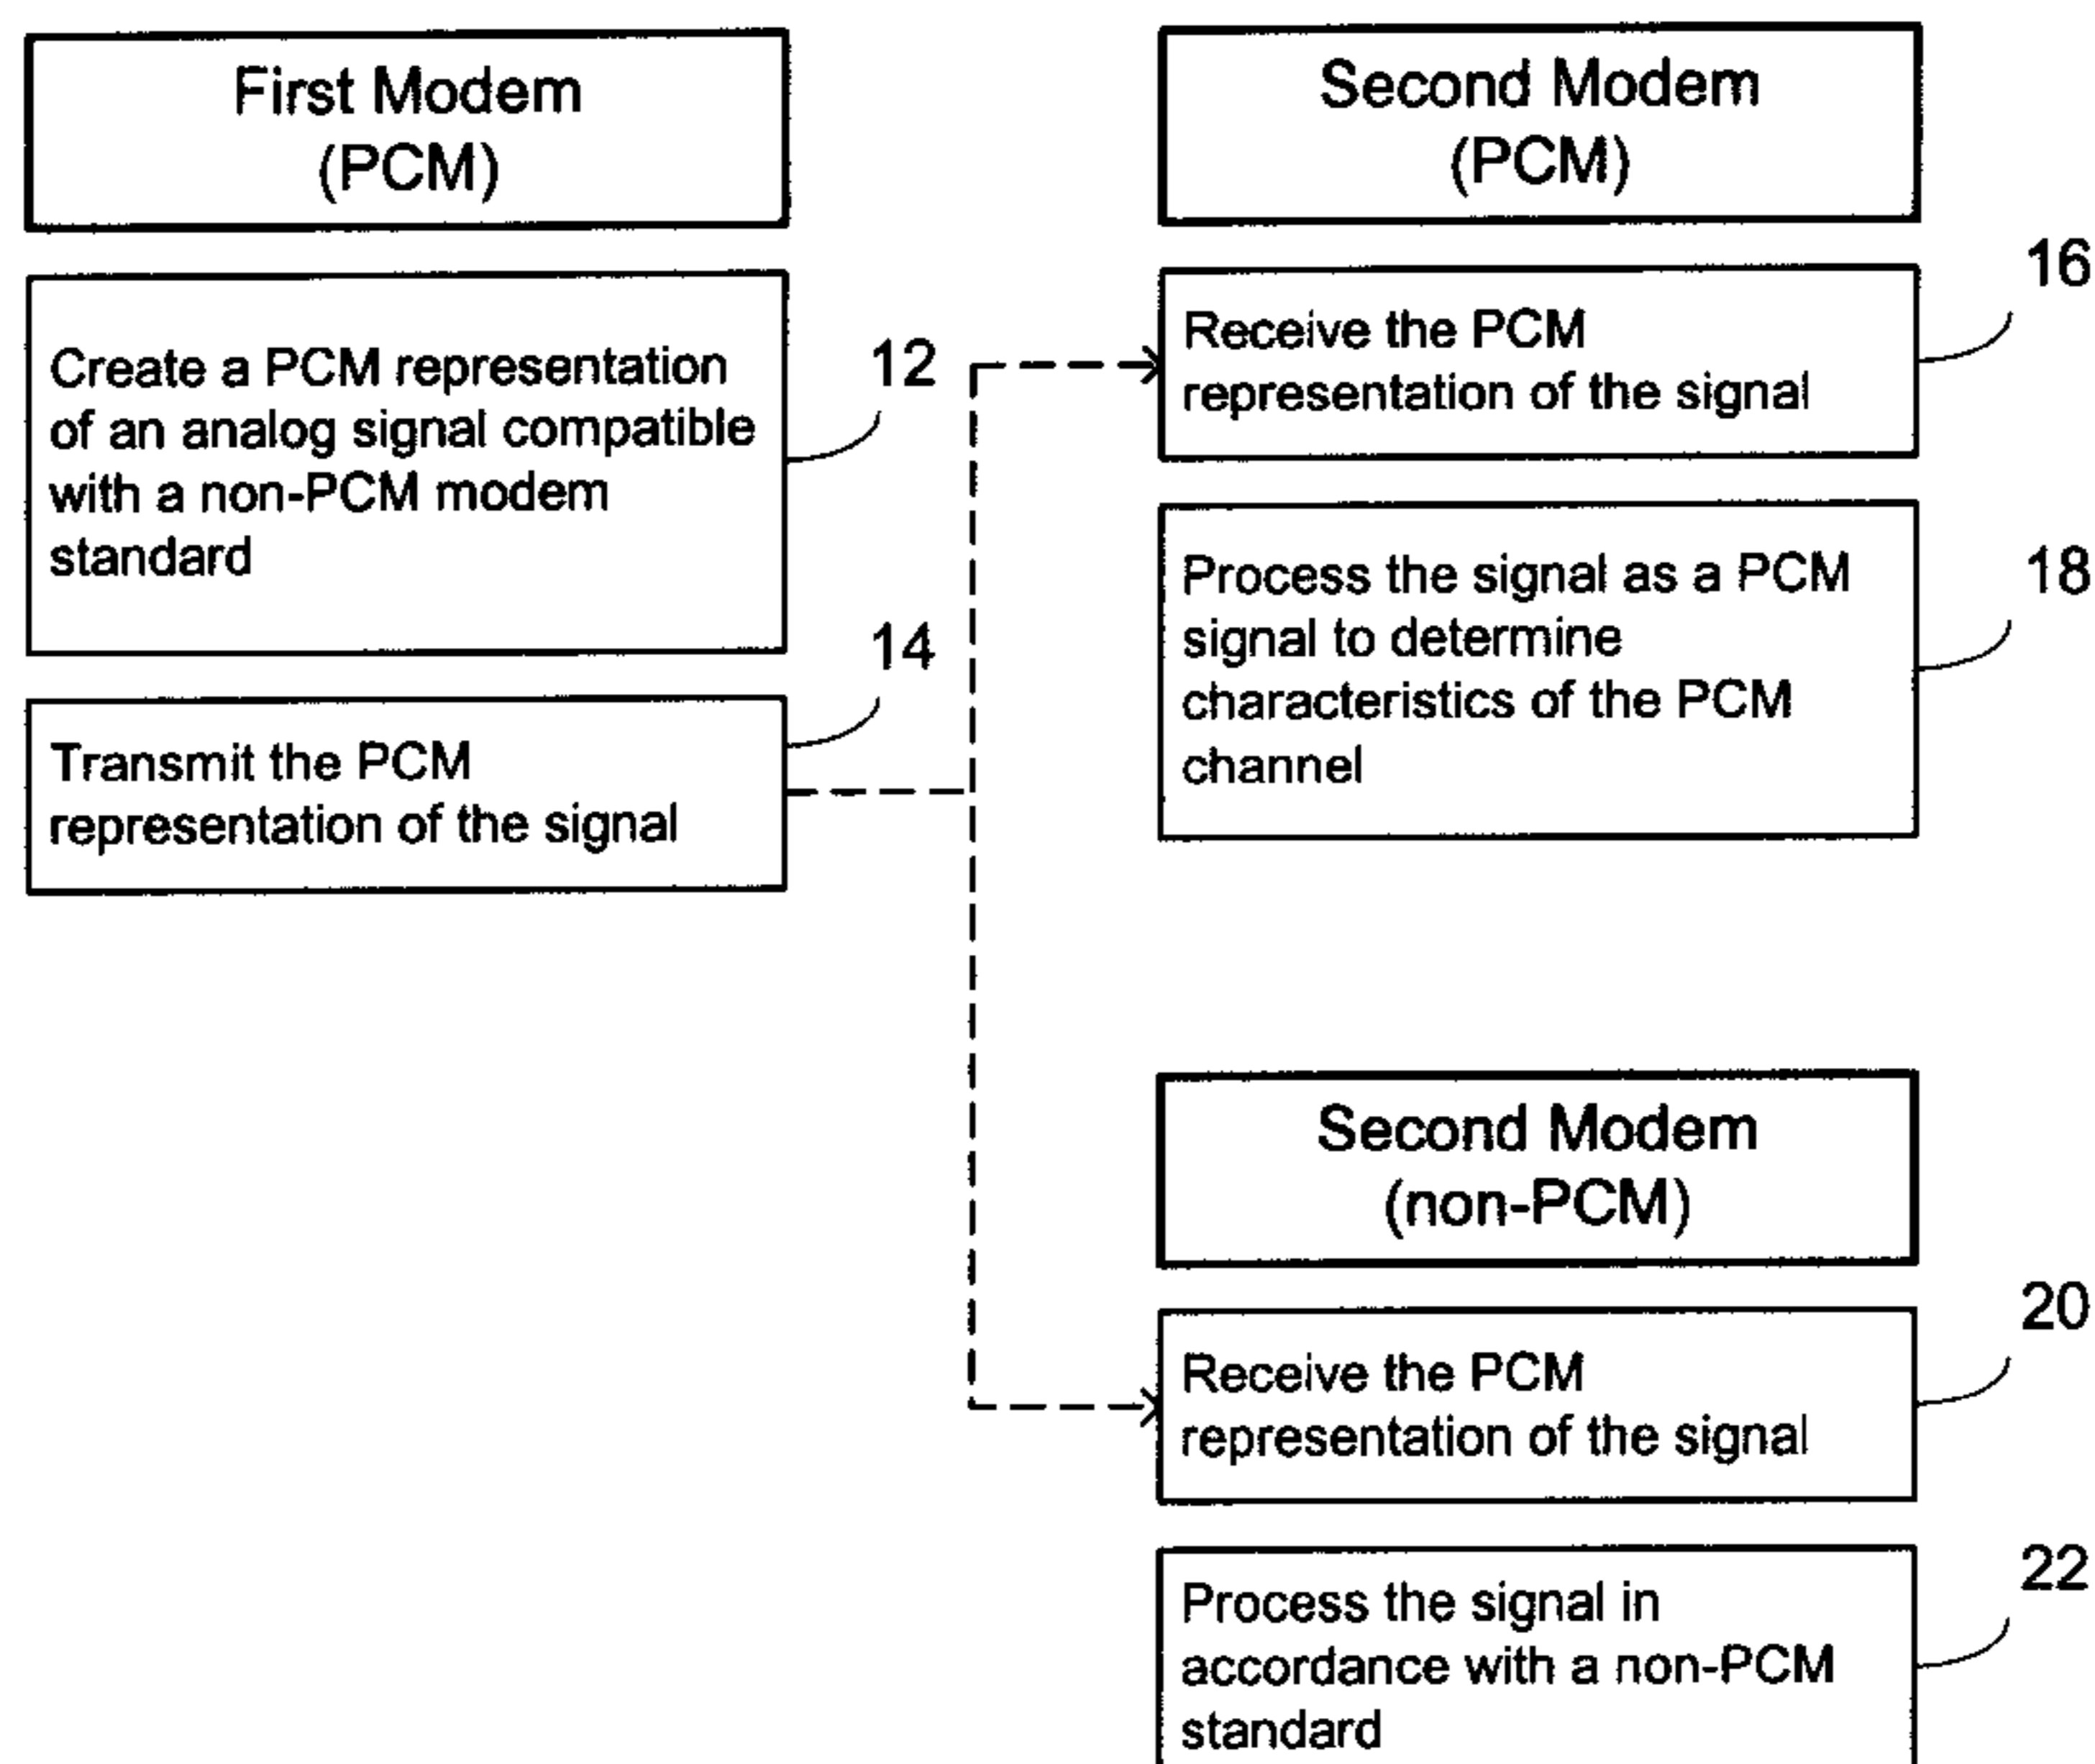 First Modem
(PCM)
Create a PCM representation
of an analog signal compatible
with a non-PCM modem
standard
12
Transmit the PCM
representation of the signal
14
Second Modem
(PCM)
Receive the PCM
representation of the signal
16
Process the signal as a PCM
signal to determine
characteristics of the PCM
channel
18
Second Modem
(non-PCM)
Receive the PCM
representation of the signal
20
Process the signal in
accordance with a non-PCM
standard
22